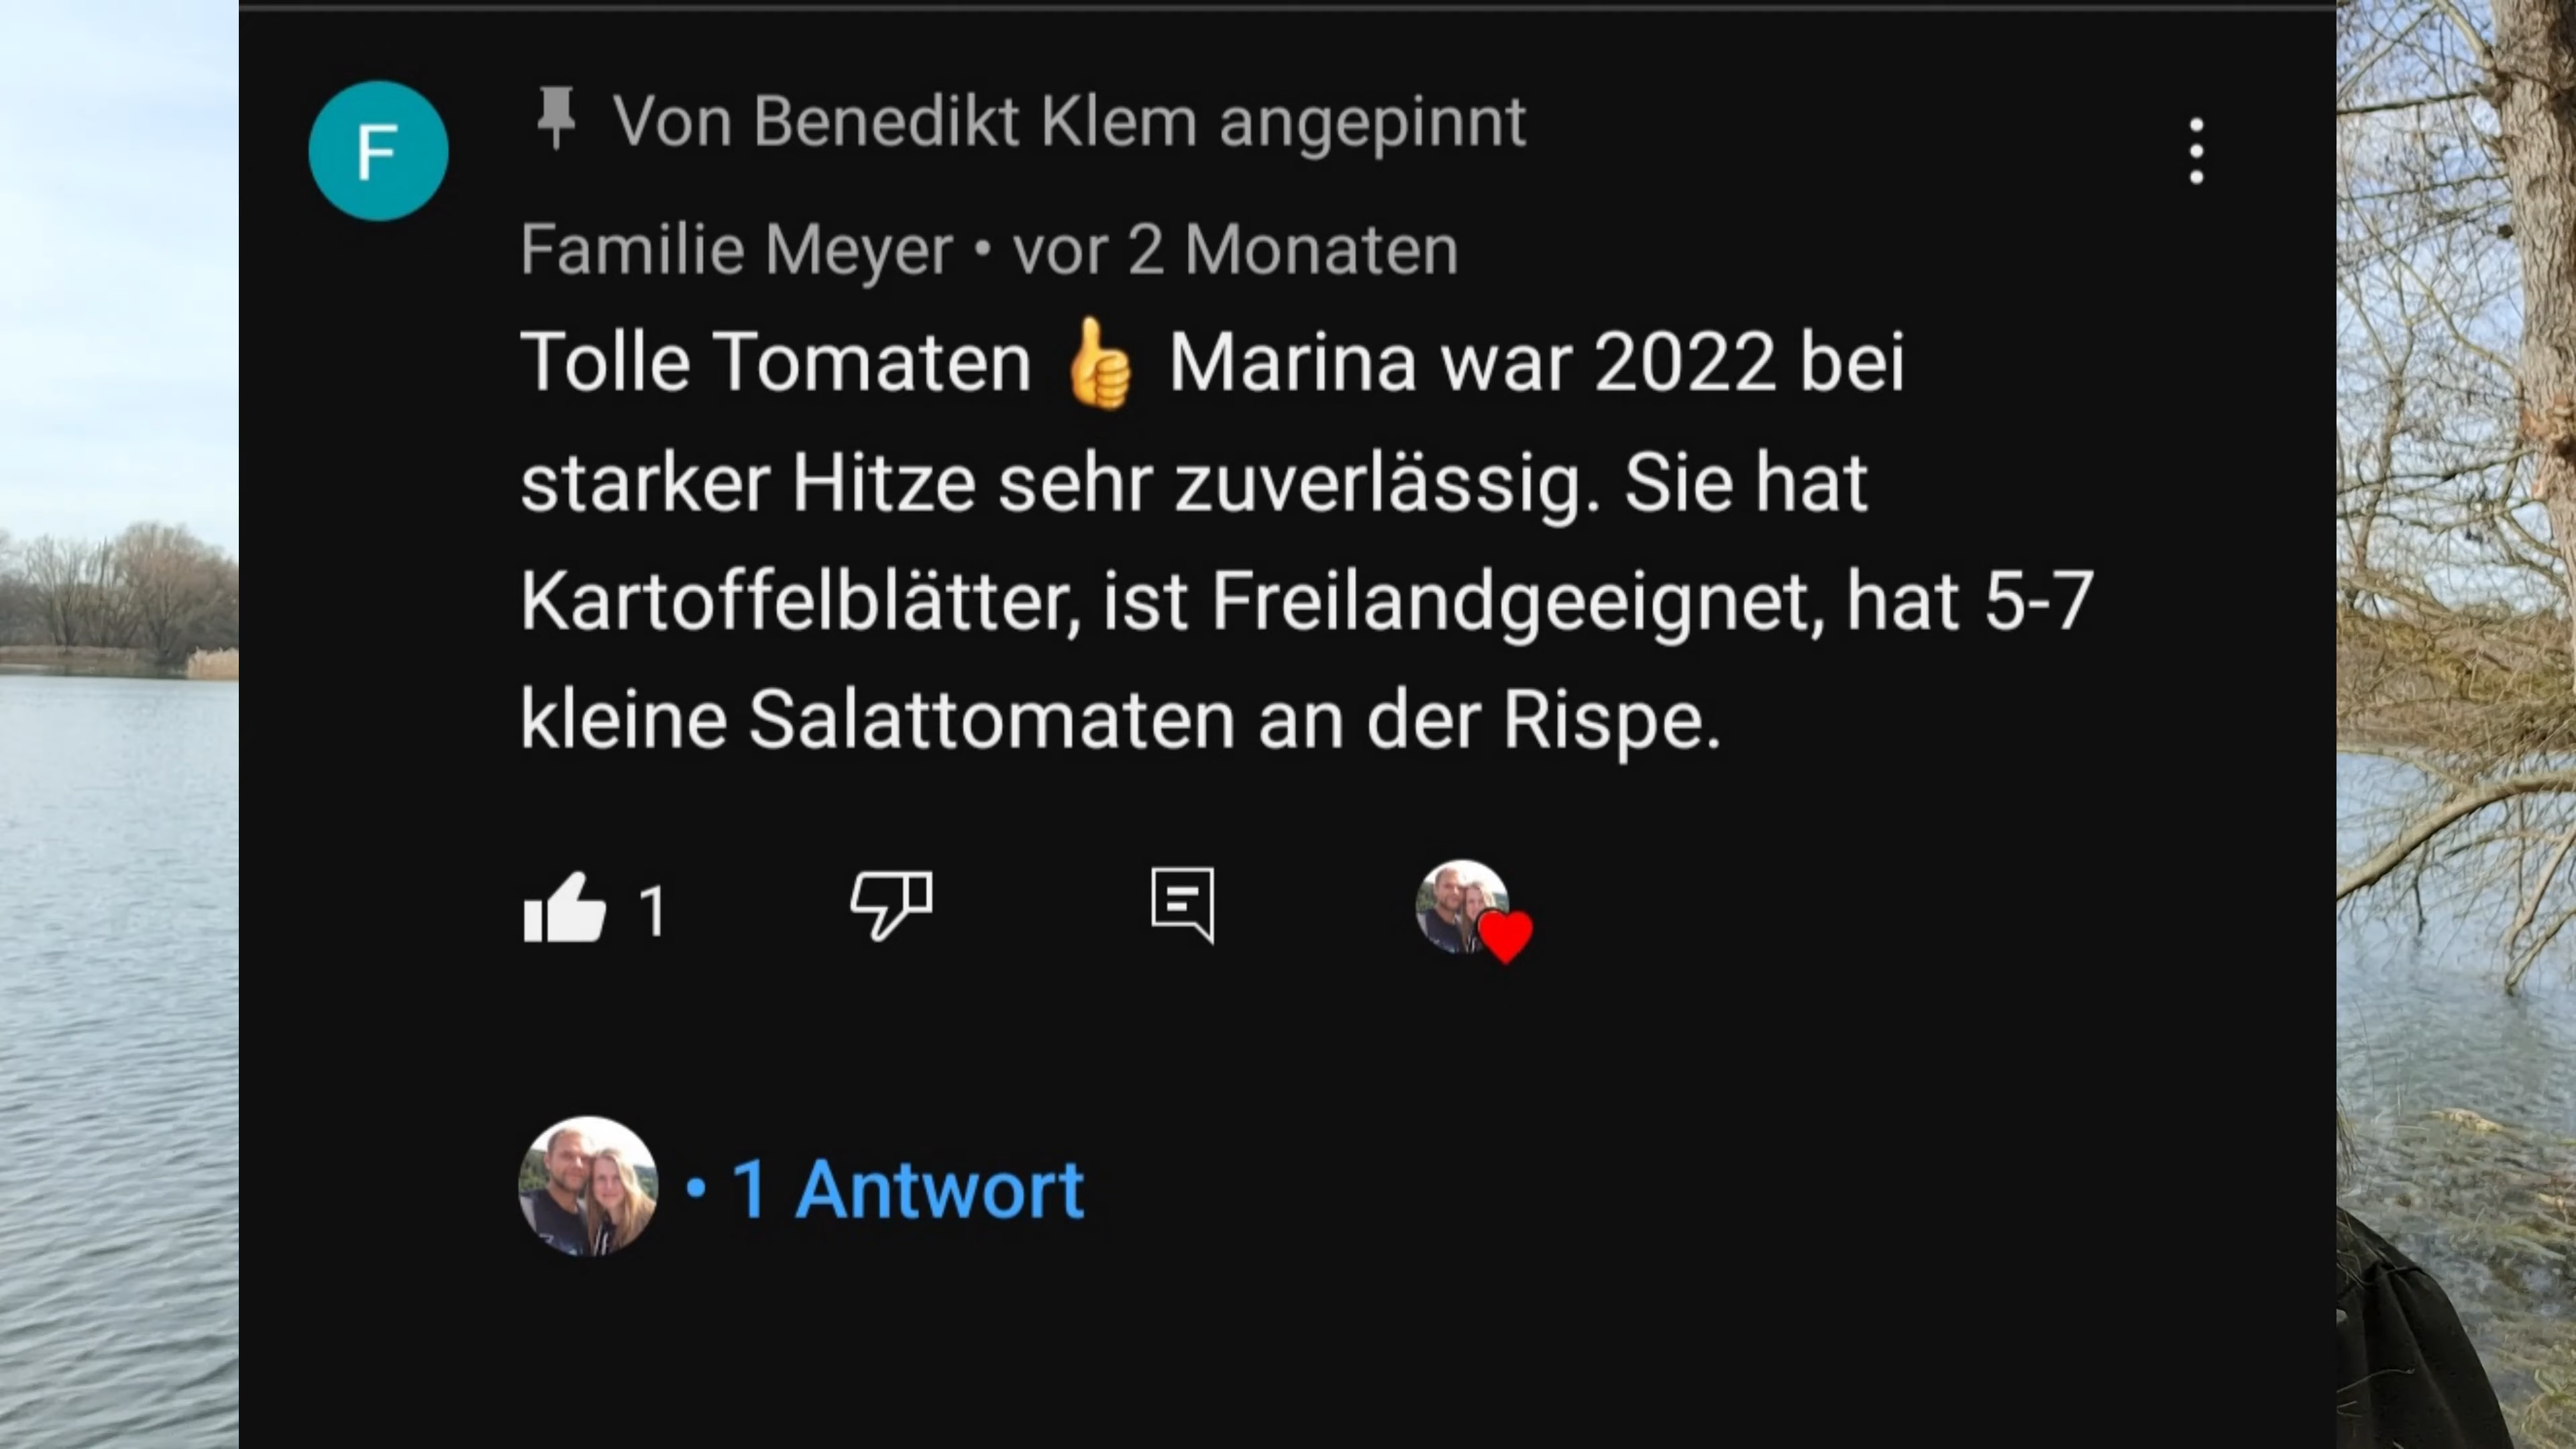 F
Von Benedikt Klem angepinnt
Familie Meyer • vor 2 Monaten
Tolle Tomaten 👍 Marina war 2022 bei
starker Hitze sehr zuverlässig. Sie hat
Kartoffelblätter, ist Freilandgeeignet, hat 5-7
kleine Salattomaten an der Rispe.
1
• 1 Antwort